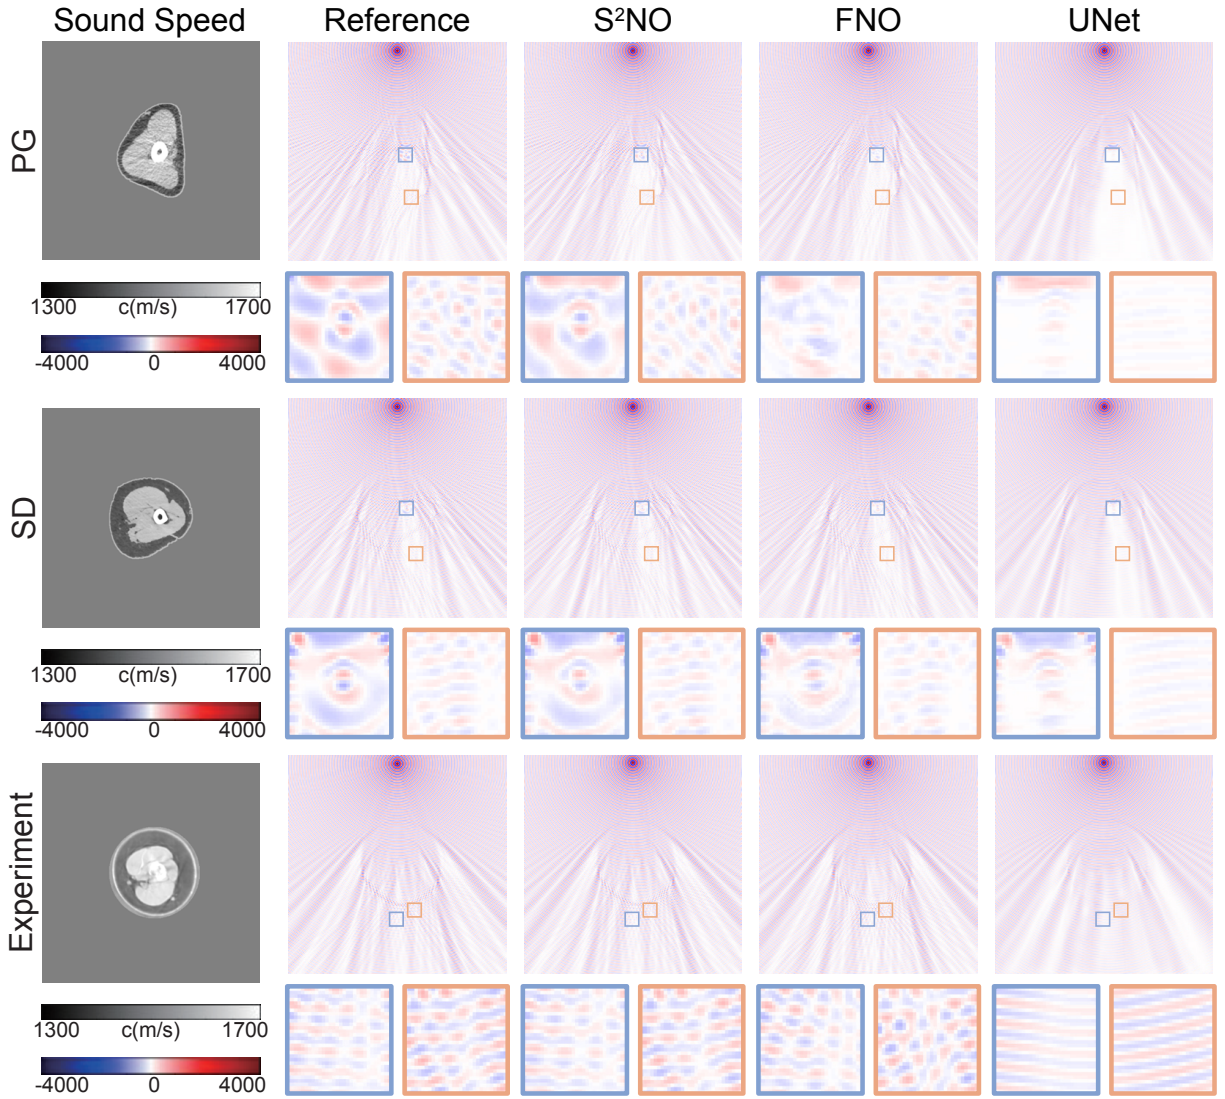 Sound Speed Reference S²NO FNO UNet
PG
1300 c(m/s) 1700
-4000 0 4000
SD
1300 c(m/s) 1700
-4000 0 4000
Experiment
1300 c(m/s) 1700
-4000 0 4000